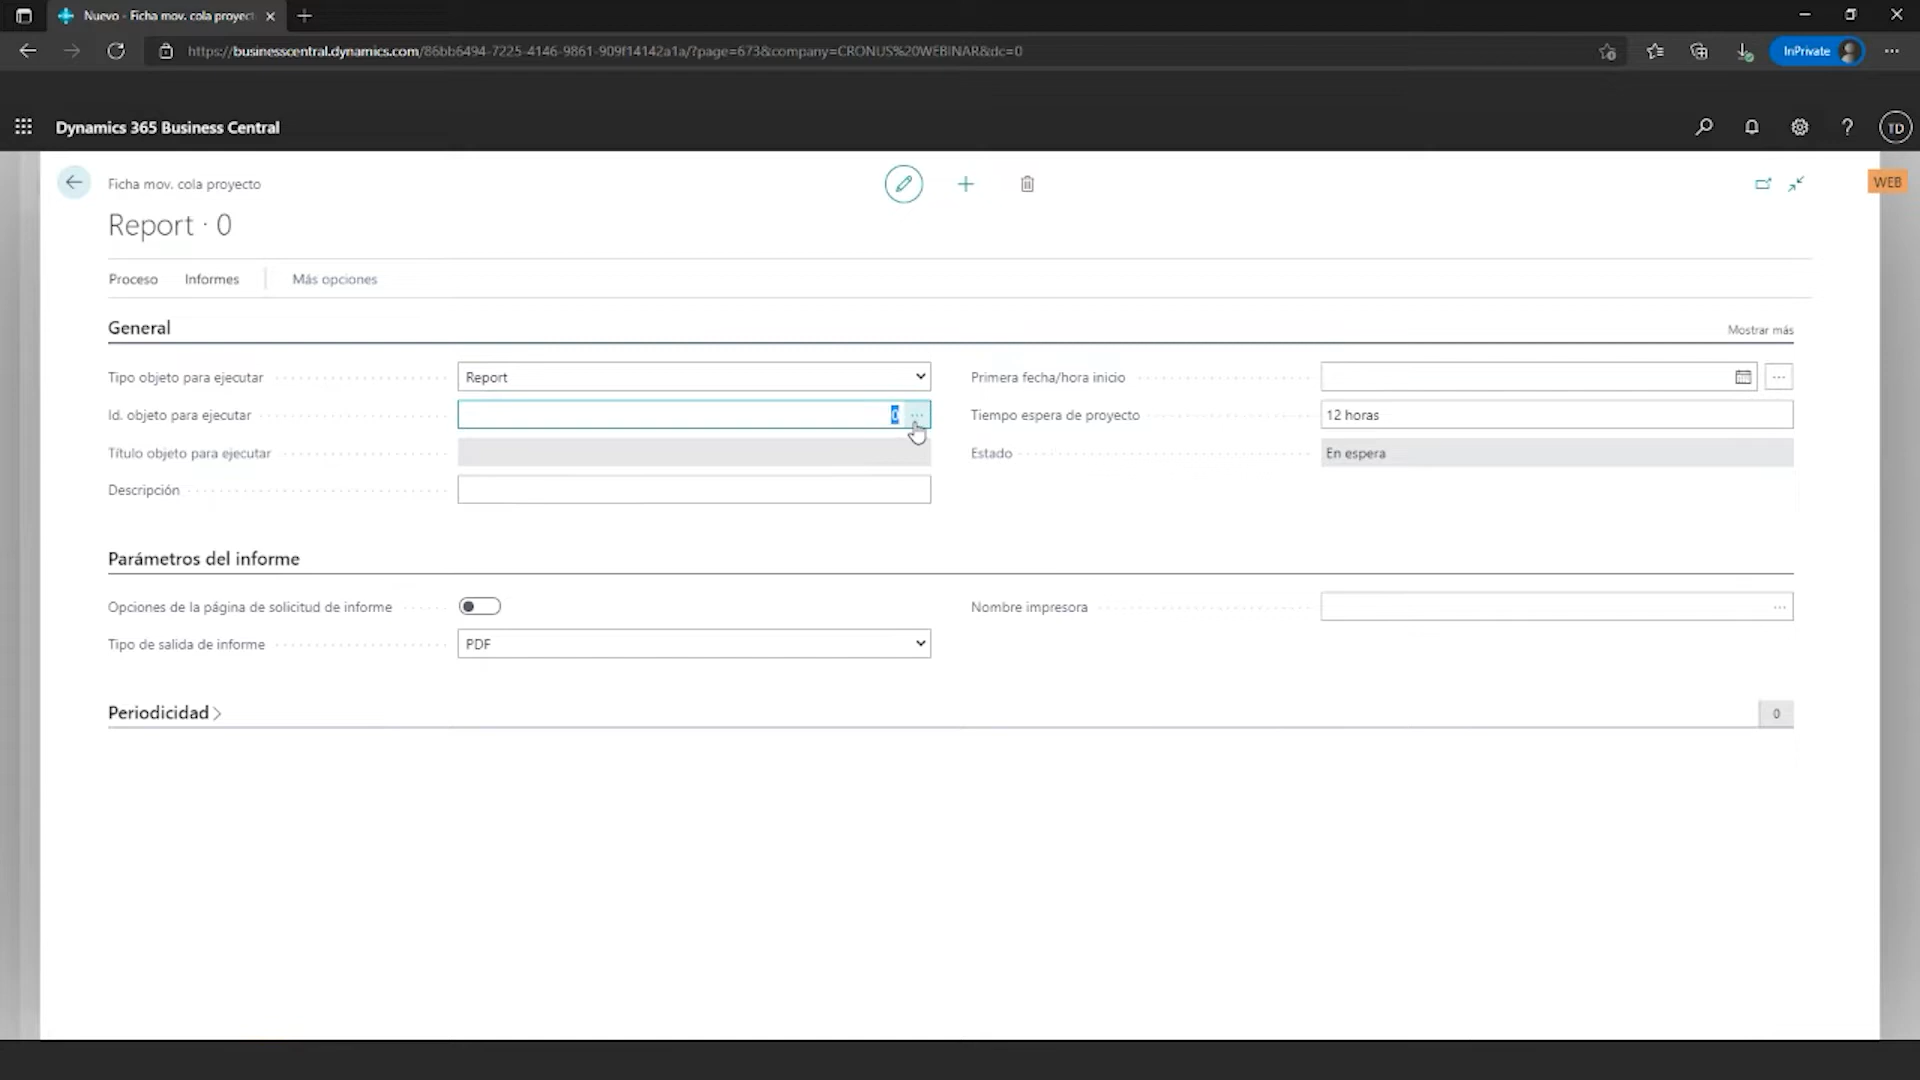 Nuevo - Ficha mov. cola proyect
https://businesscentral.dynamics.com/86bb6494-7225-4146-9861-909f14142a1a/?page=673&company=CRONUS%20WEBINAR&dc=0
InPrivate
Dynamics 365 Business Central
TD
Ficha mov. cola proyecto
WEB
Report · 0
Proceso
Informes
Más opciones
General
Mostrar más
Tipo objeto para ejecutar
Report
Primera fecha/hora inicio
Id. objeto para ejecutar
0
Tiempo espera de proyecto
12 horas
Título objeto para ejecutar
Estado
En espera
Descripción
Parámetros del informe
Opciones de la página de solicitud de informe
Nombre impresora
Tipo de salida de informe
PDF
Periodicidad
0